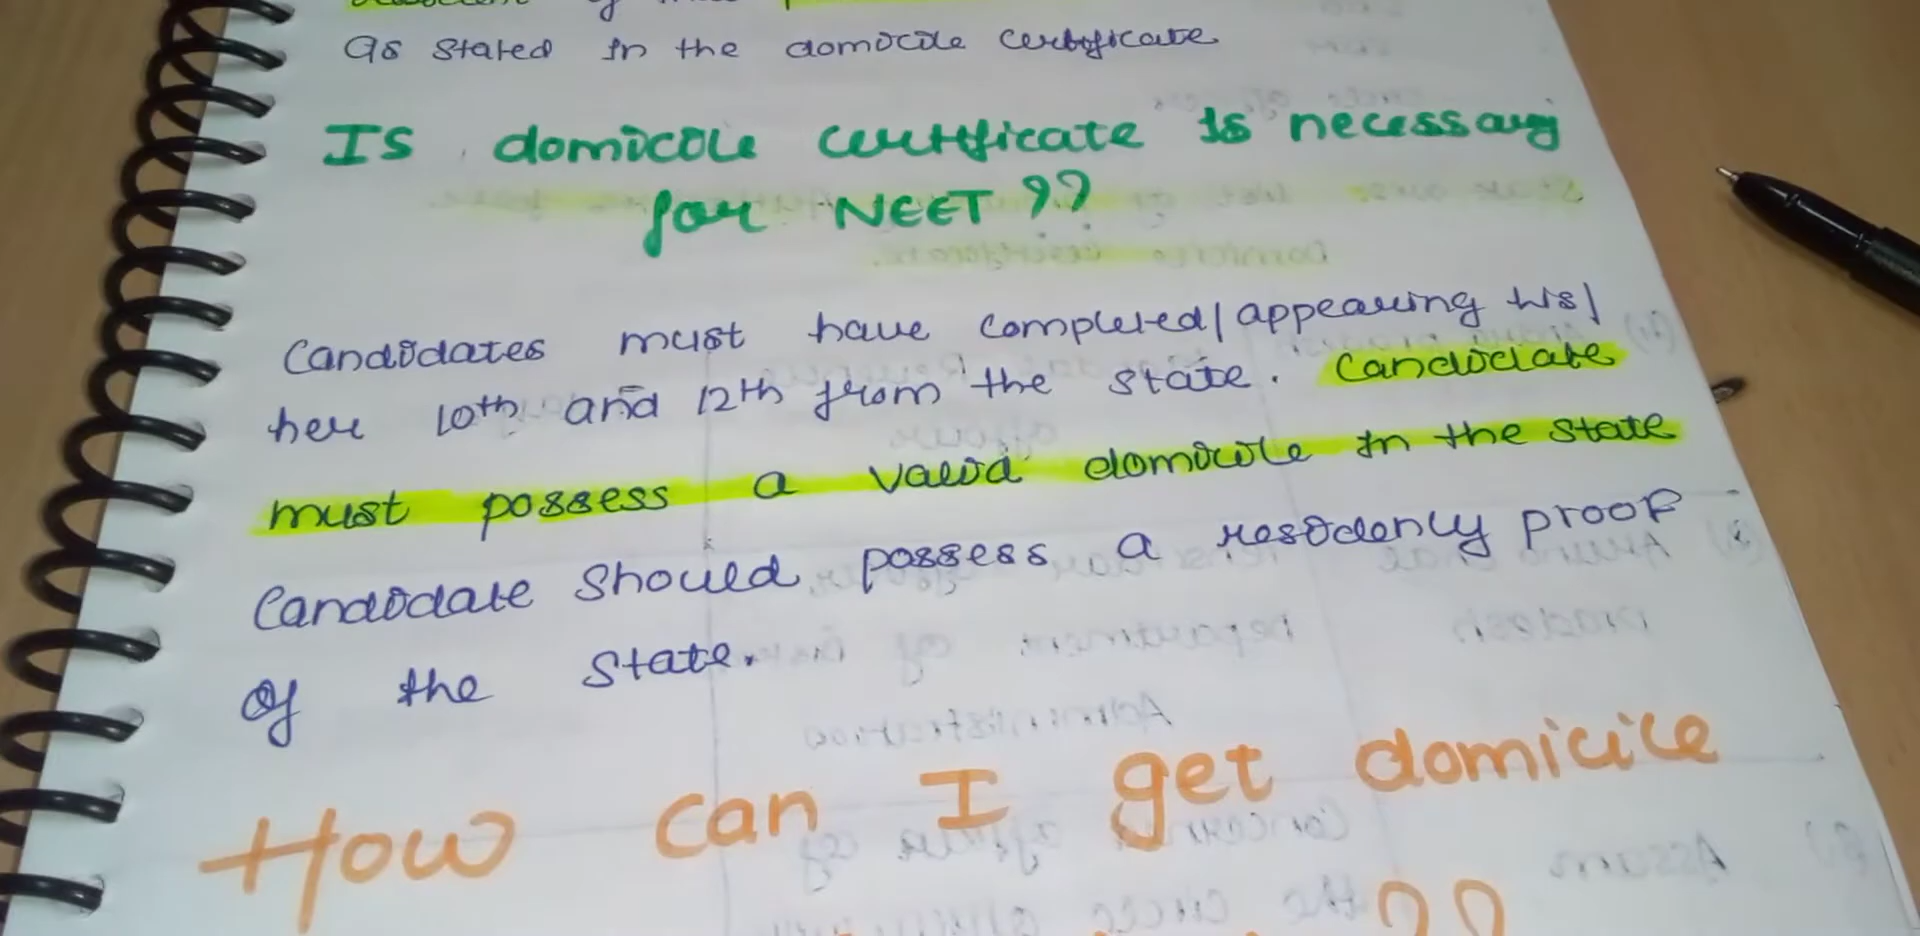 as stated in the domicile certificate
Is domicile certificate is necessary
for NEET??
Candidates must have completed/appearing his/
her 10th and 12th from the state. Candidate
must possess a valid domicile in the state
Candidate should possess a residency proof
of the state.
How can I get domicile
??